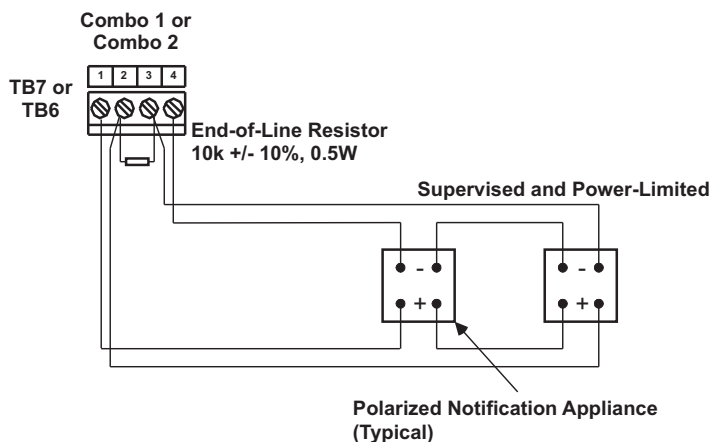 Combo 1 or
Combo 2
1 2 3 4
TB7 or
TB6
End-of-Line Resistor
10k +/- 10%, 0.5W
Supervised and Power-Limited
- -
+ +
Polarized Notification Appliance
(Typical)